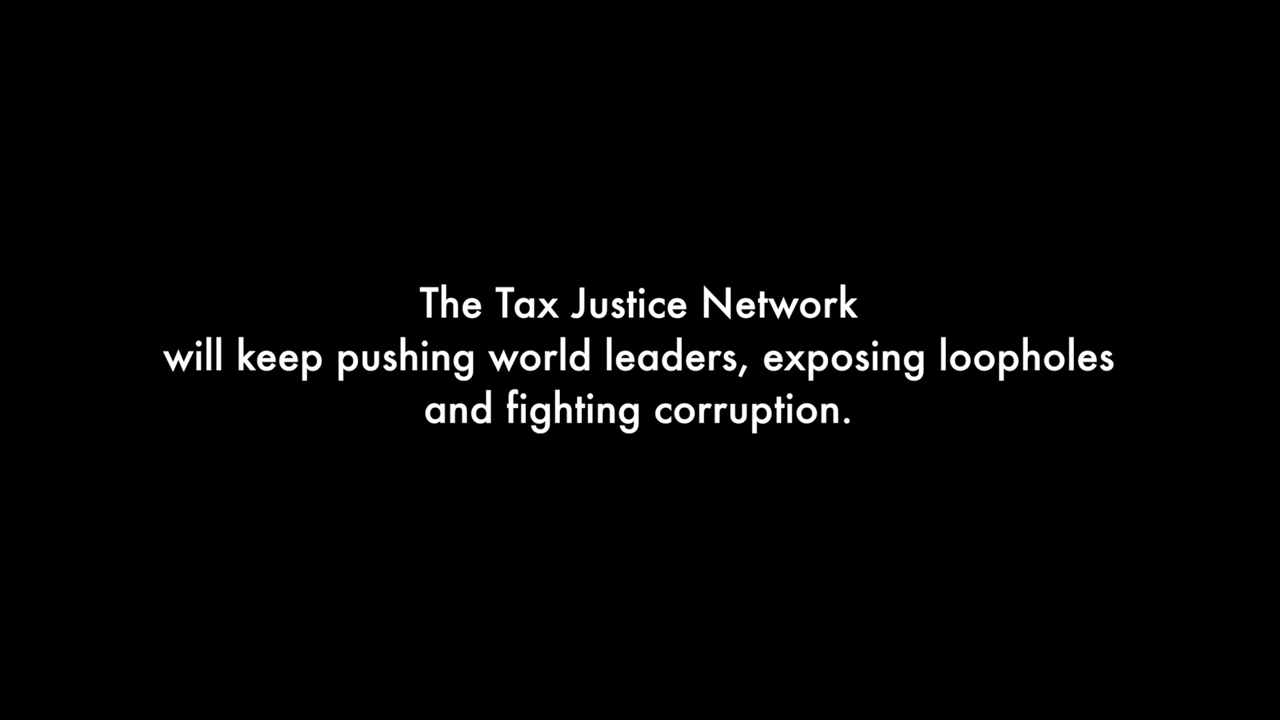 The Tax Justice Network
will keep pushing world leaders, exposing loopholes
and fighting corruption.